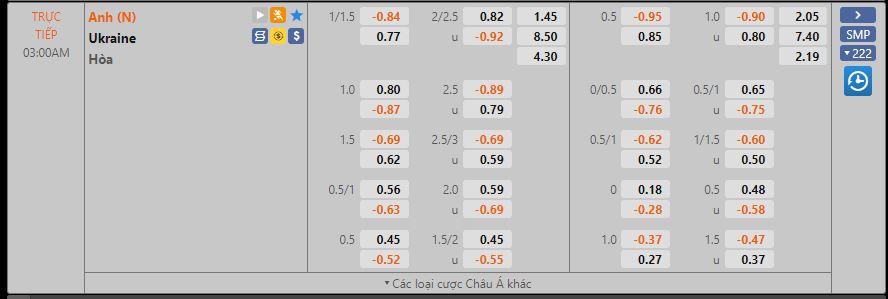 TRỰC TIẾP 03:00AM
Anh (N) 1/1.5 -0.84 2/2.5 0.82 1.45 0.5 -0.95 1.0 -0.90 2.05
Ukraine 0.77 u -0.92 8.50 0.85 u 0.80 7.40 SMP
Hòa 4.30 2.19 222
1.0 0.80 2.5 -0.89 0/0.5 0.66 0.5/1 0.65
-0.87 u 0.79 -0.76 u -0.75
1.5 -0.69 2.5/3 -0.69 0.5/1 -0.62 1/1.5 -0.60
0.62 u 0.59 0.52 u 0.50
0.5/1 0.56 2.0 0.59 0 0.18 0.5 0.48
-0.63 u -0.69 -0.28 u -0.58
0.5 0.45 1.5/2 0.45 1.0 -0.37 1.5 -0.47
-0.52 u -0.55 0.27 u 0.37
Các loại cược Châu Á khác